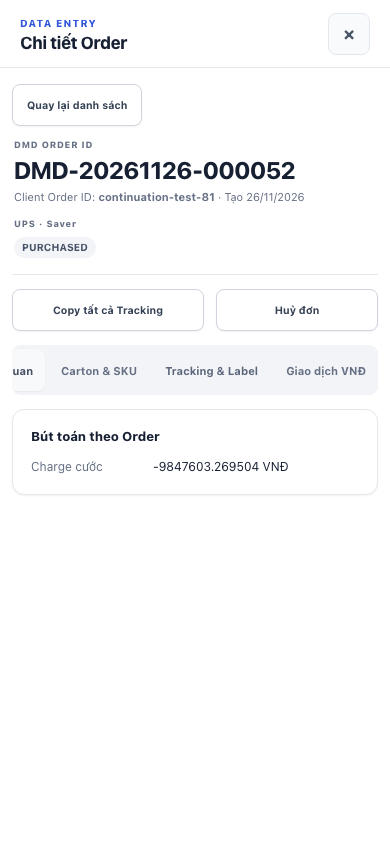 DATA ENTRY
Chi tiết Order
×
Quay lại danh sách
DMD ORDER ID
DMD-20261126-000052
Client Order ID: continuation-test-81 · Tạo 26/11/2026
UPS · Saver
PURCHASED
Copy tất cả Tracking
Huỷ đơn
uan
Carton & SKU
Tracking & Label
Giao dịch VNĐ
Bút toán theo Order
Charge cước
-9847603.269504 VNĐ